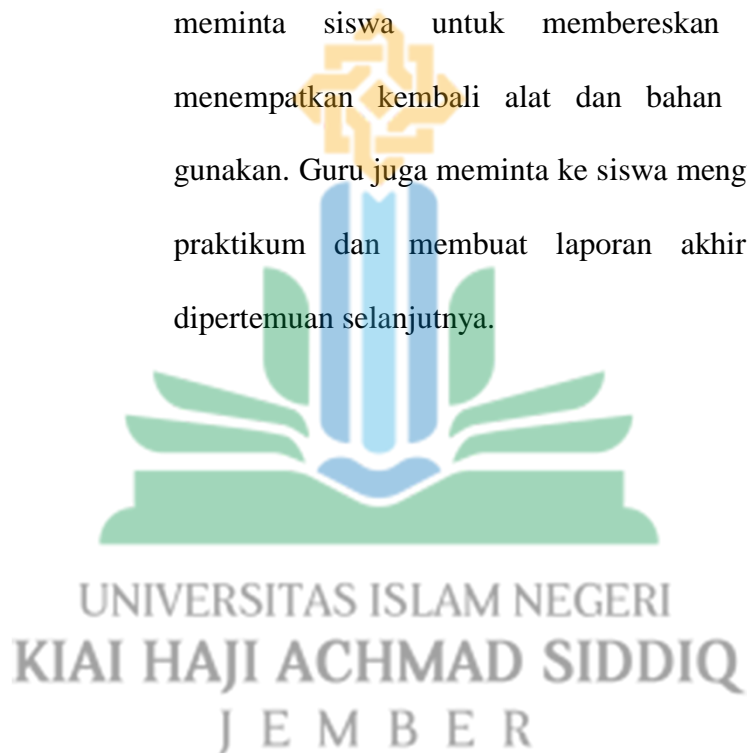 meminta siswa untuk membereskan
menempatkan kembali alat dan bahan
gunakan. Guru juga meminta ke siswa meng
praktikum dan membuat laporan akhir
dipertemuan selanjutnya.
UNIVERSITAS ISLAM NEGERI
KIAI HAJI ACHMAD SIDDIQ
JEMBER